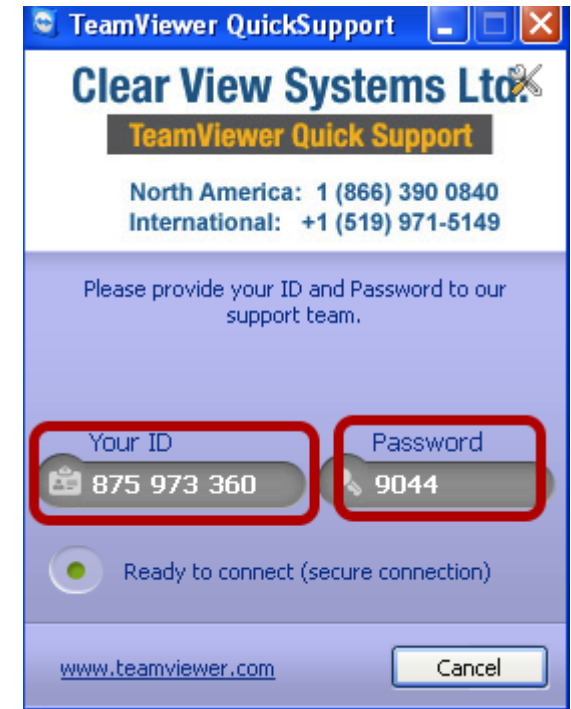 TeamViewer QuickSupport
Clear View Systems Ltd.
TeamViewer Quick Support
North America: 1 (866) 390 0840
International: +1 (519) 971-5149
Please provide your ID and Password to our
support team.
Your ID Password
875 973 360 9044
Ready to connect (secure connection)
www.teamviewer.com Cancel